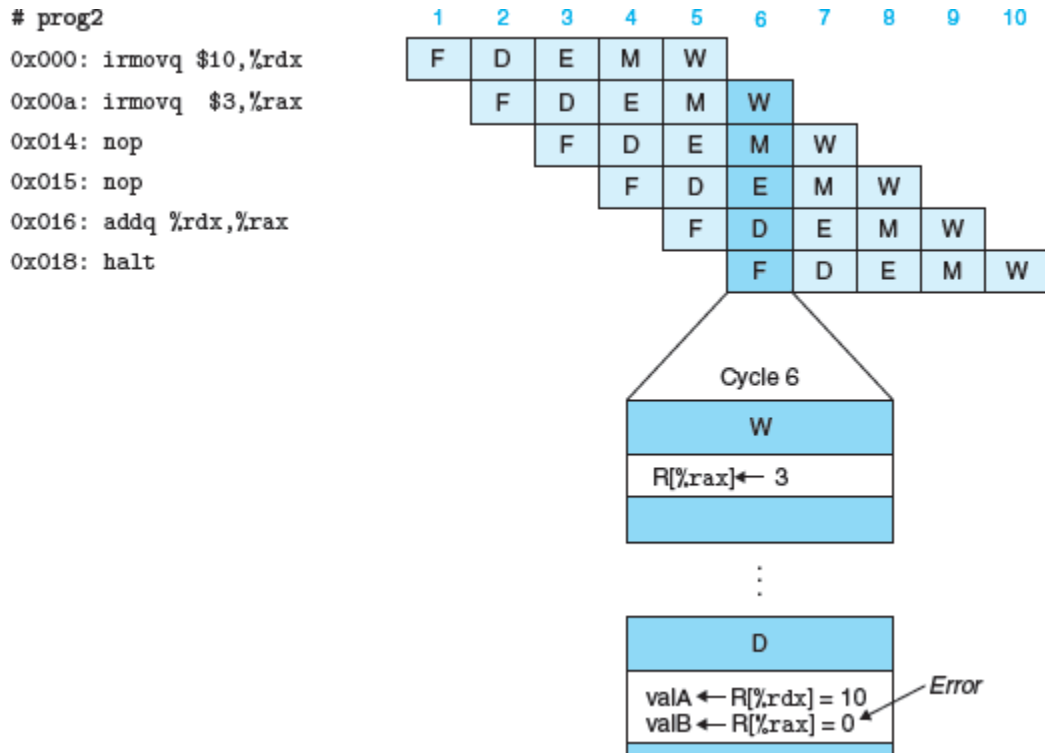 # prog2 1 2 3 4 5 6 7 8 9 10
0x000: irmovq $10,%rdx F D E M W
0x00a: irmovq $3,%rax F D E M W
0x014: nop F D E M W
0x015: nop F D E M W
0x016: addq %rdx,%rax F D E M W
0x018: halt F D E M W
Cycle 6
W
R[%rax]← 3
⋮
D
valA ← R[%rdx] = 10
valB ← R[%rax] = 0
Error